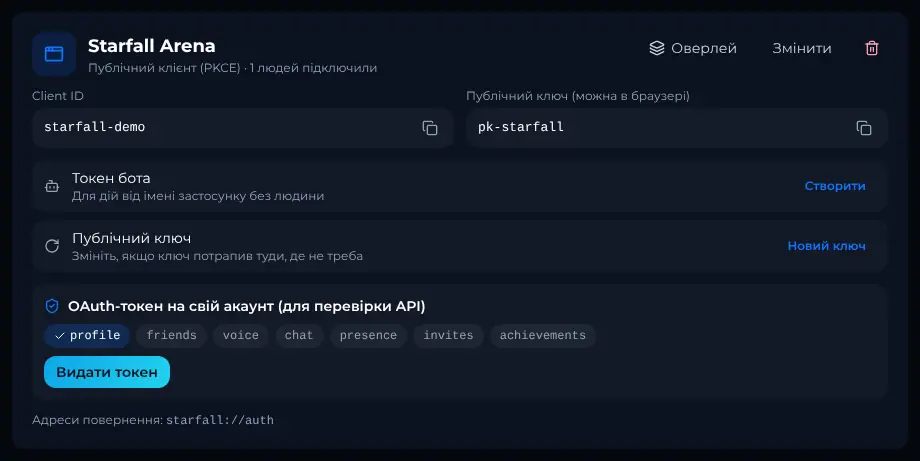 Starfall Arena
Публічний клієнт (PKCE) · 1 людей підключили
Оверлей
Змінити
Client ID
starfall-demo
Публічний ключ (можна в браузері)
pk-starfall
Токен бота
Для дій від імені застосунку без людини
Створити
Публічний ключ
Змініть, якщо ключ потрапив туди, де не треба
Новий ключ
OAuth-токен на свій акаунт (для перевірки API)
profile friends voice chat presence invites achievements
Видати токен
Адреси повернення: starfall://auth